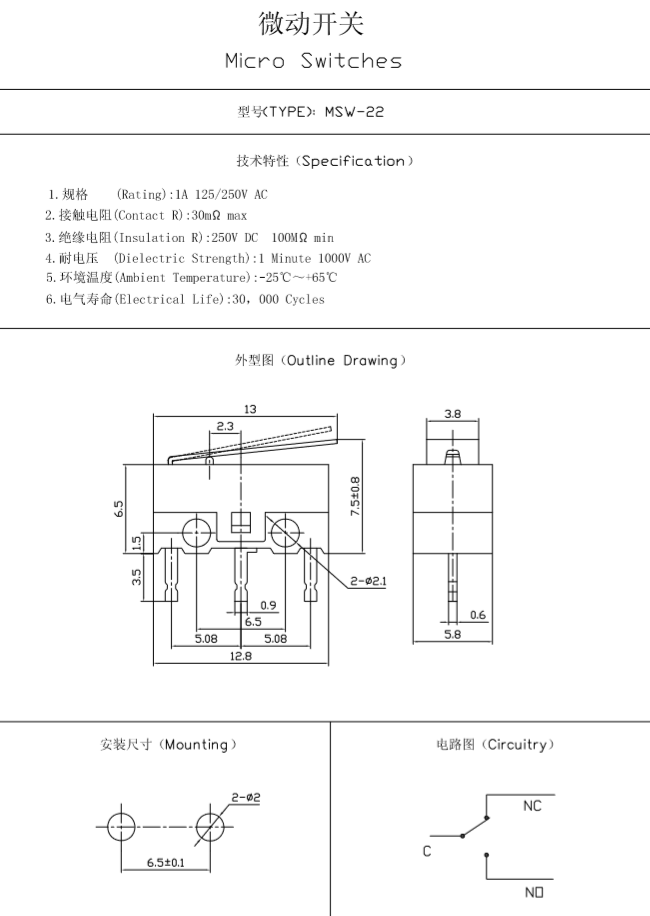 微动开关
Micro Switches
型号(TYPE): MSW-22
技术特性（Specification）
1.规格 (Rating):1A 125/250V AC
2.接触电阻(Contact R):30mΩ max
3.绝缘电阻(Insulation R):250V DC 100MΩ min
4.耐电压 (Dielectric Strength):1 Minute 1000V AC
5.环境温度(Ambient Temperature):-25℃～+65℃
6.电气寿命(Electrical Life):30，000 Cycles
外型图（Outline Drawing）
13
2.3
6.5
1.5
3.5
7.5±0.8
2-ø2.1
0.9
6.5
5.08 5.08
12.8
3.8
0.6
5.8
安装尺寸（Mounting）
2-ø2
6.5±0.1
电路图（Circuitry）
NC
C
NO